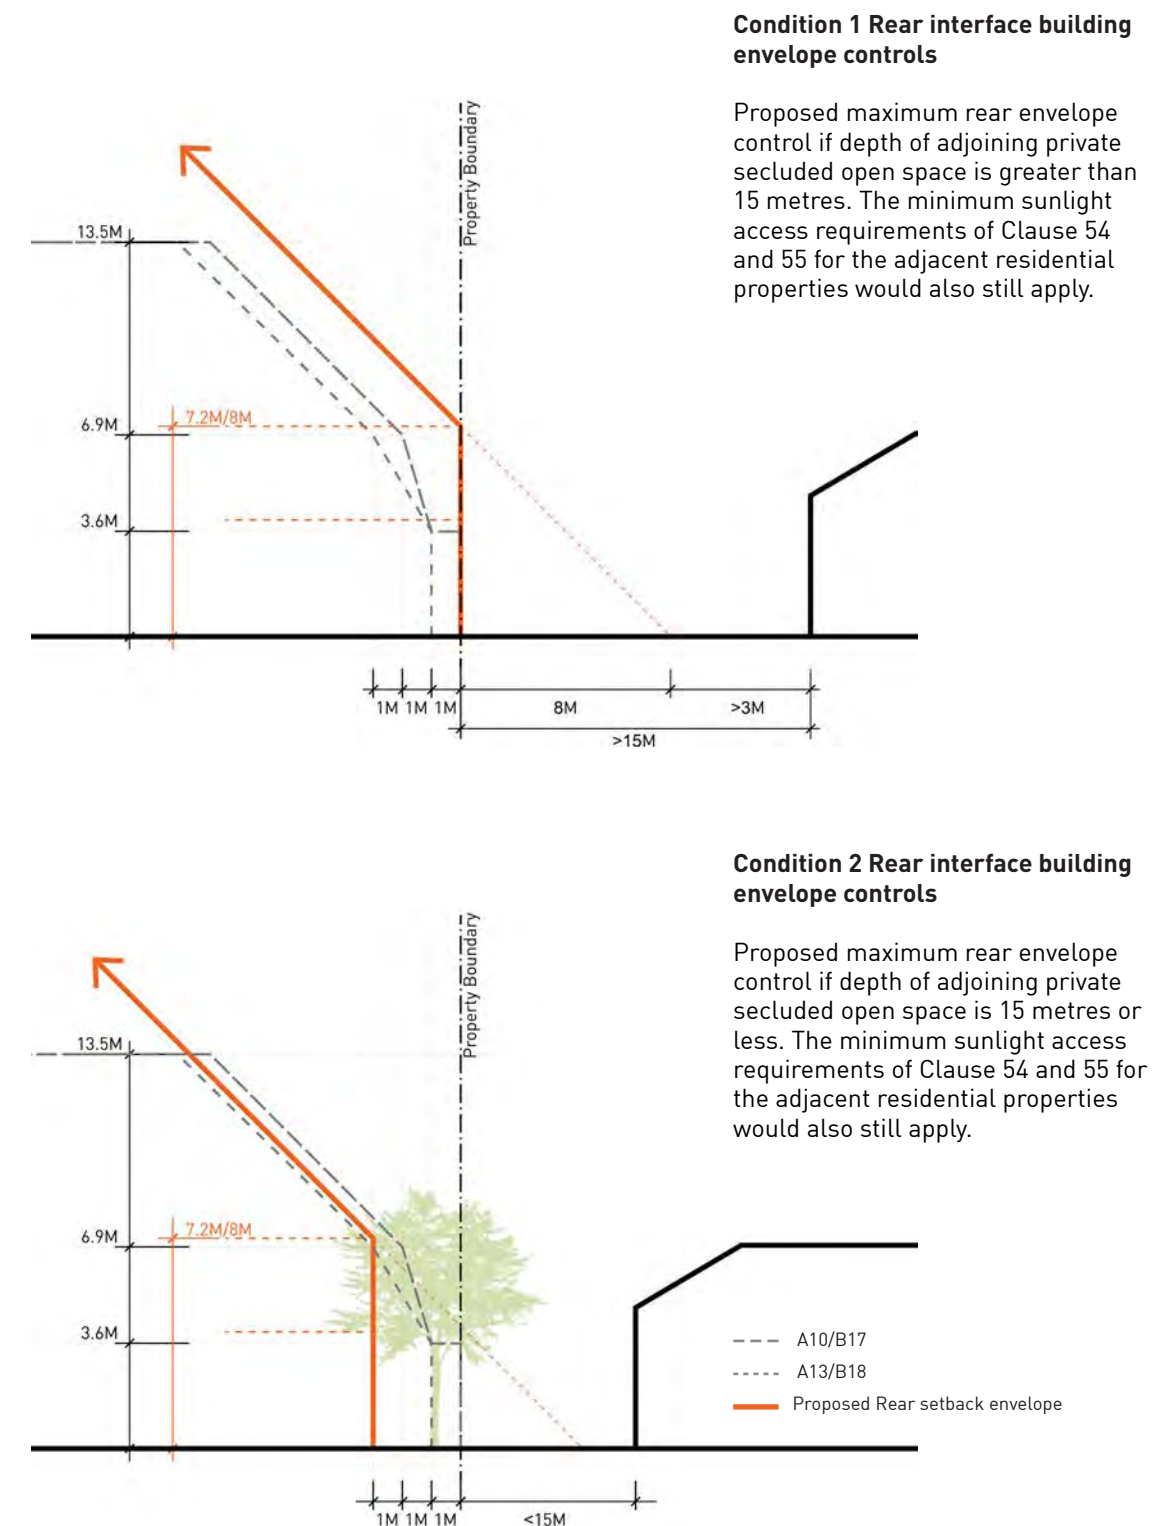 Condition 1 Rear interface building
envelope controls
Proposed maximum rear envelope
control if depth of adjoining private
secluded open space is greater than
15 metres. The minimum sunlight
access requirements of Clause 54
and 55 for the adjacent residential
properties would also still apply.
Property Boundary
13.5M
7.2M/8M
6.9M
3.6M
1M 1M 1M 8M >3M
>15M
Condition 2 Rear interface building
envelope controls
Proposed maximum rear envelope
control if depth of adjoining private
secluded open space is 15 metres or
less. The minimum sunlight access
requirements of Clause 54 and 55 for
the adjacent residential properties
would also still apply.
Property Boundary
13.5M
7.2M/8M
6.9M
3.6M
A10/B17
A13/B18
Proposed Rear setback envelope
1M 1M 1M <15M